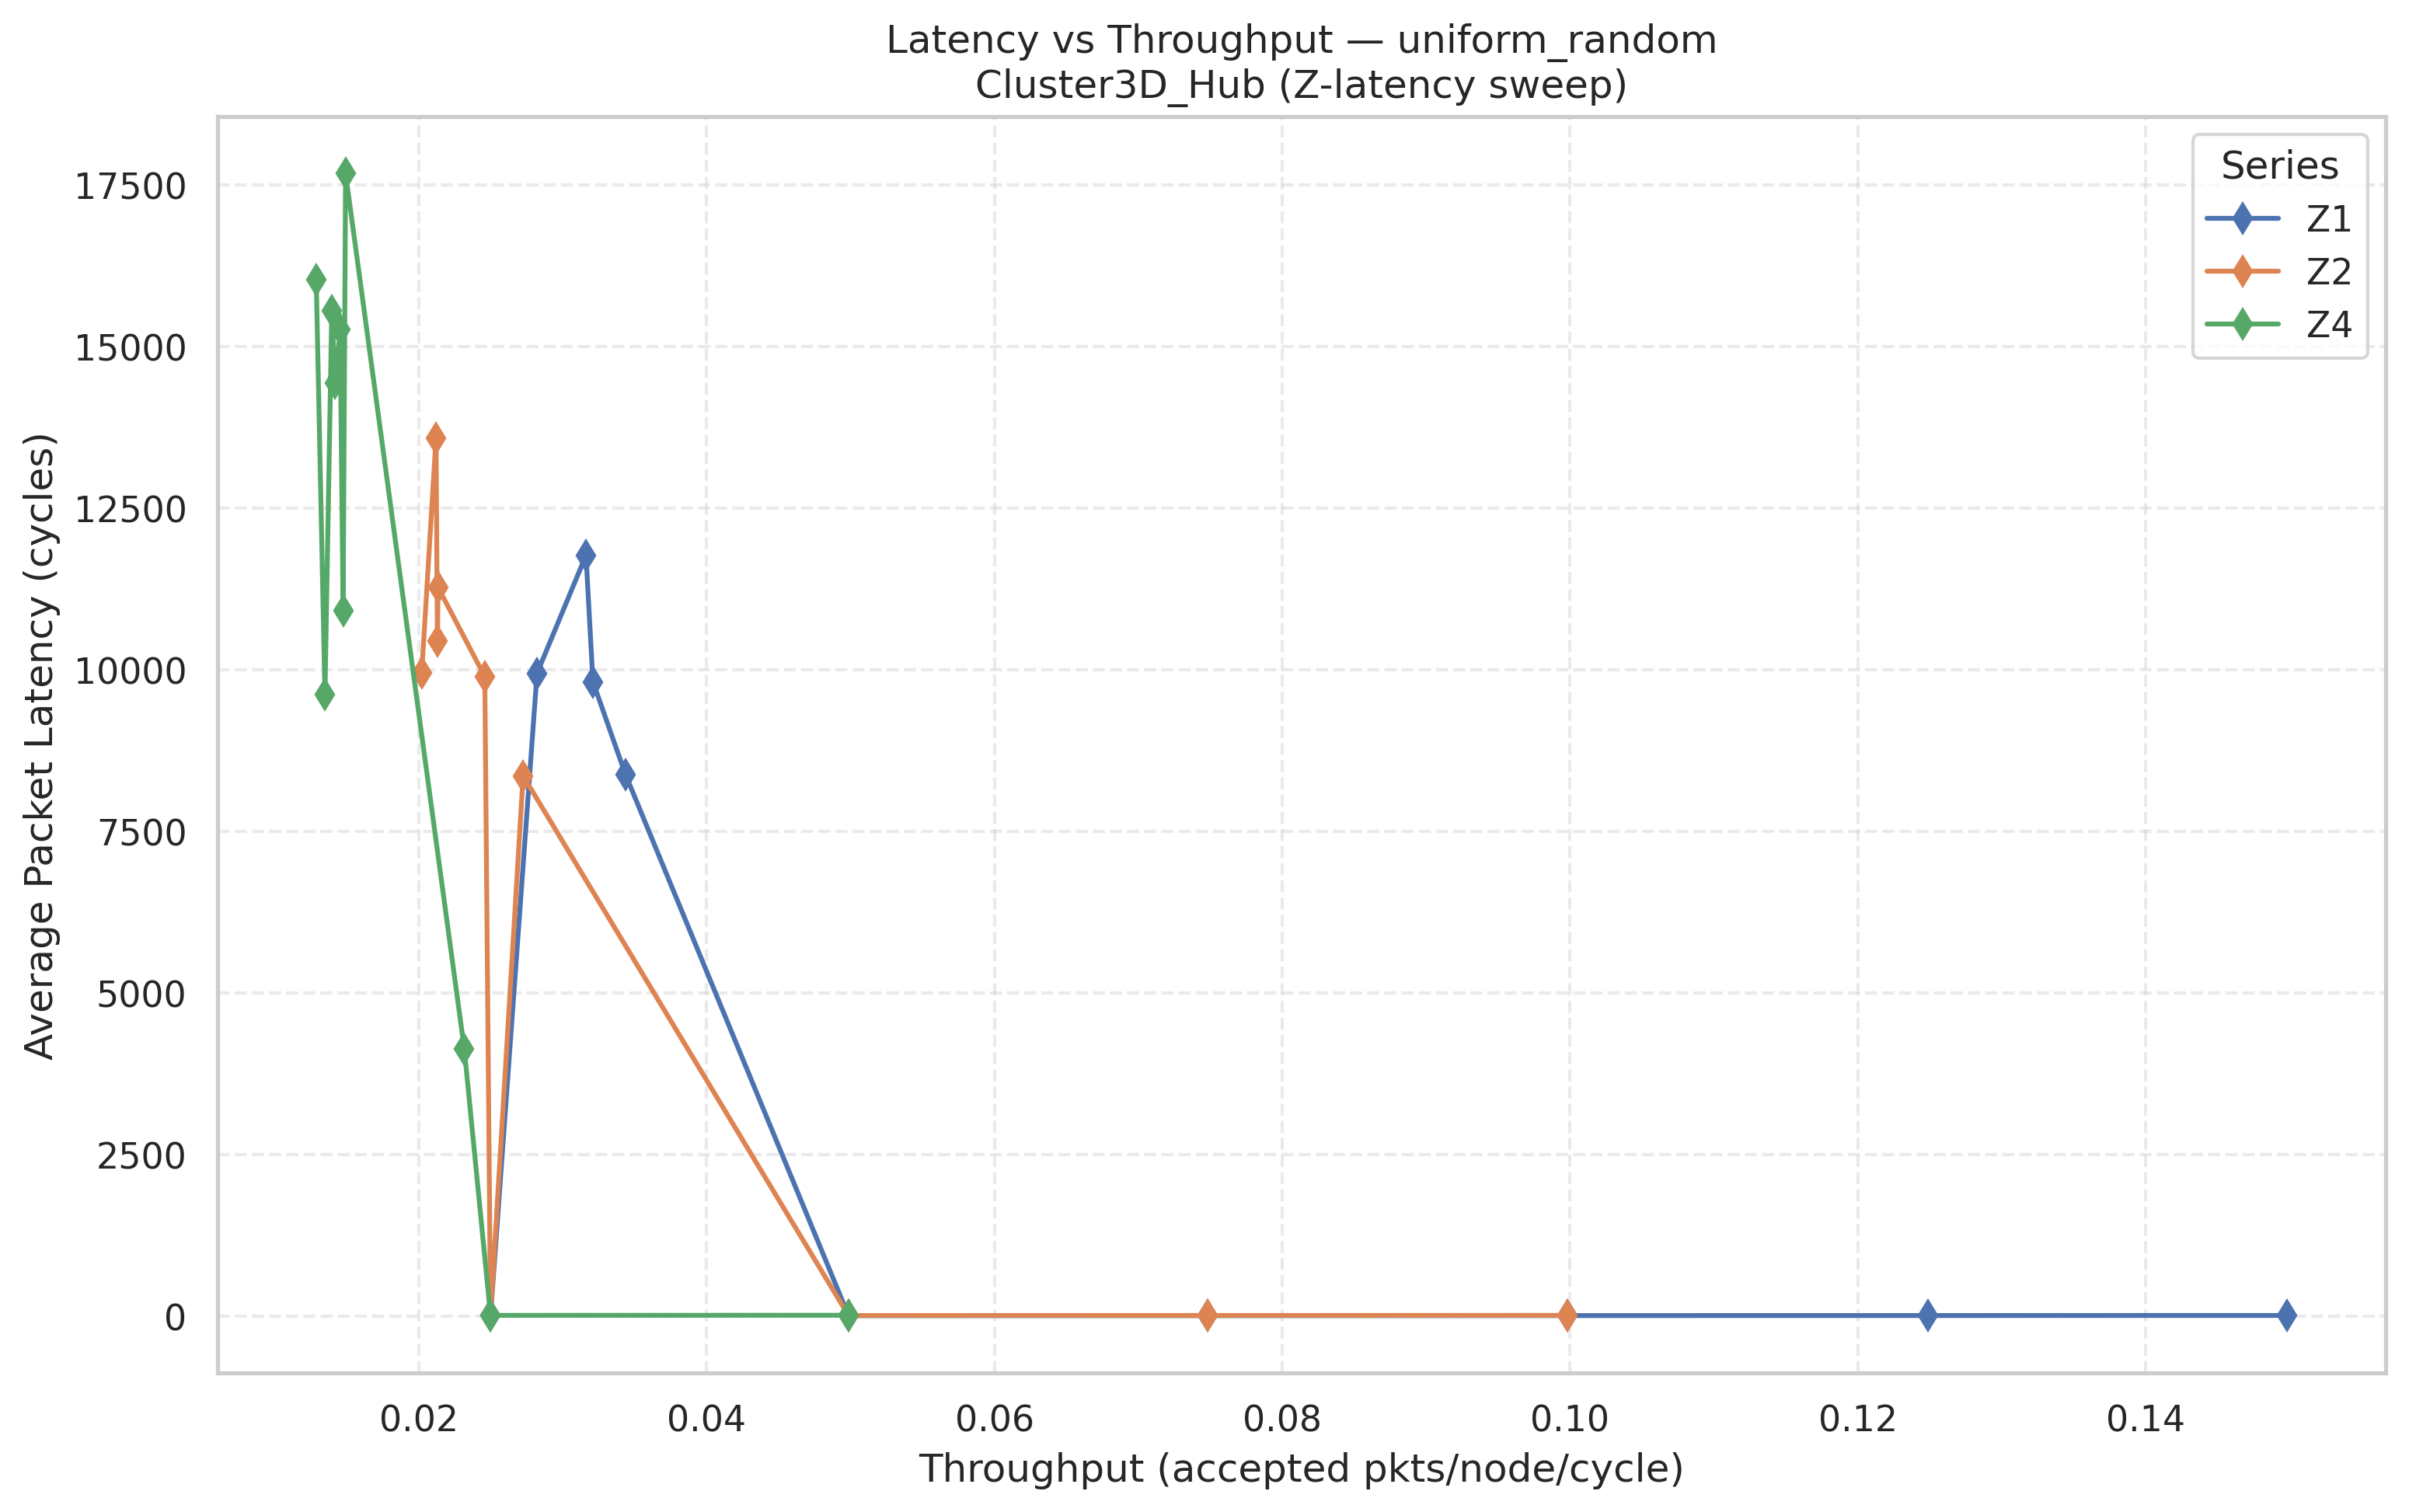 Latency vs Throughput — uniform_random
Cluster3D_Hub (Z-latency sweep)
Average Packet Latency (cycles)
17500
15000
12500
10000
7500
5000
2500
0
Series
Z1
Z2
Z4
0.02 0.04 0.06 0.08 0.10 0.12 0.14
Throughput (accepted pkts/node/cycle)